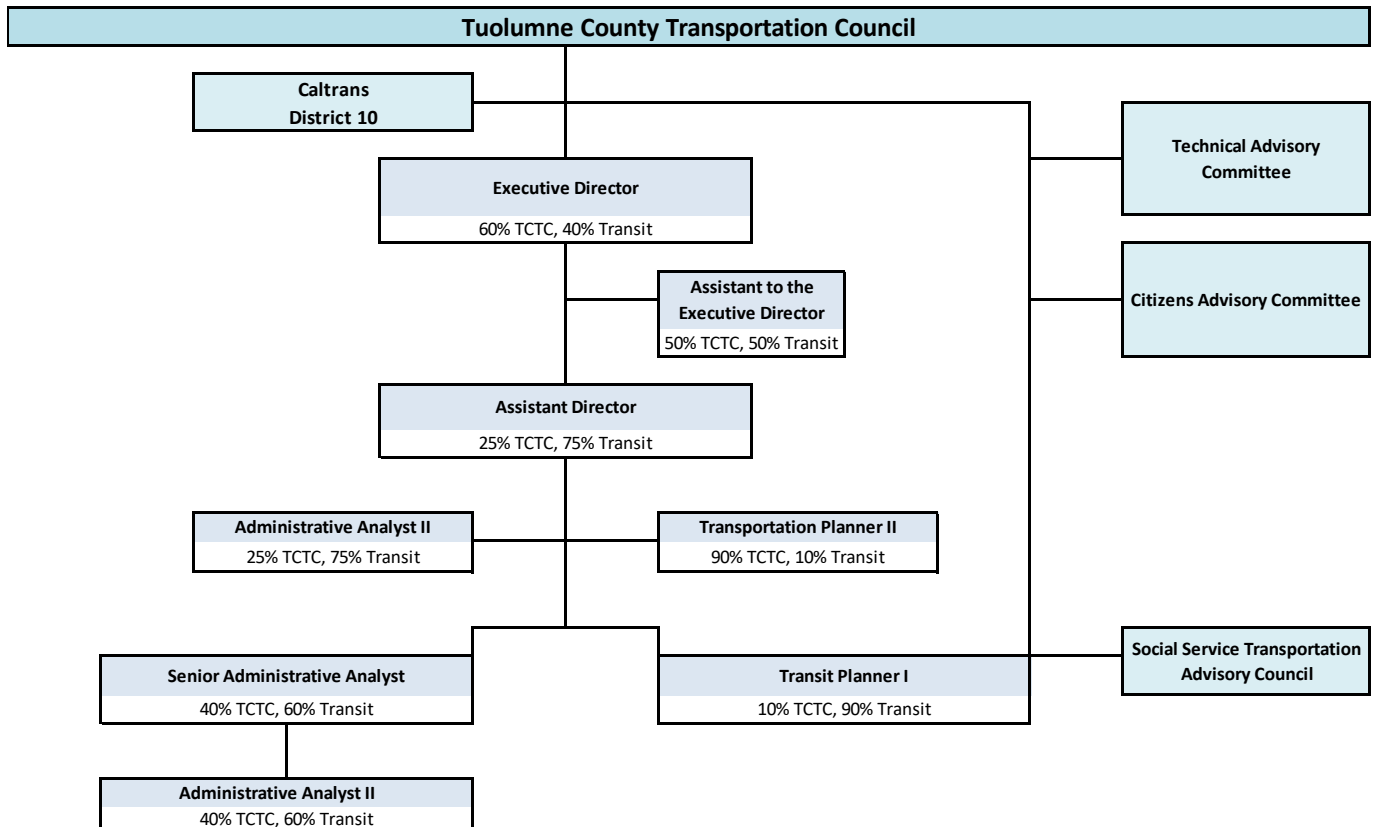 Tuolumne County Transportation Council
Caltrans
District 10
Technical Advisory
Committee
Executive Director
60% TCTC, 40% Transit
Assistant to the
Executive Director
50% TCTC, 50% Transit
Citizens Advisory Committee
Assistant Director
25% TCTC, 75% Transit
Administrative Analyst II
25% TCTC, 75% Transit
Transportation Planner II
90% TCTC, 10% Transit
Senior Administrative Analyst
40% TCTC, 60% Transit
Transit Planner I
10% TCTC, 90% Transit
Social Service Transportation
Advisory Council
Administrative Analyst II
40% TCTC, 60% Transit